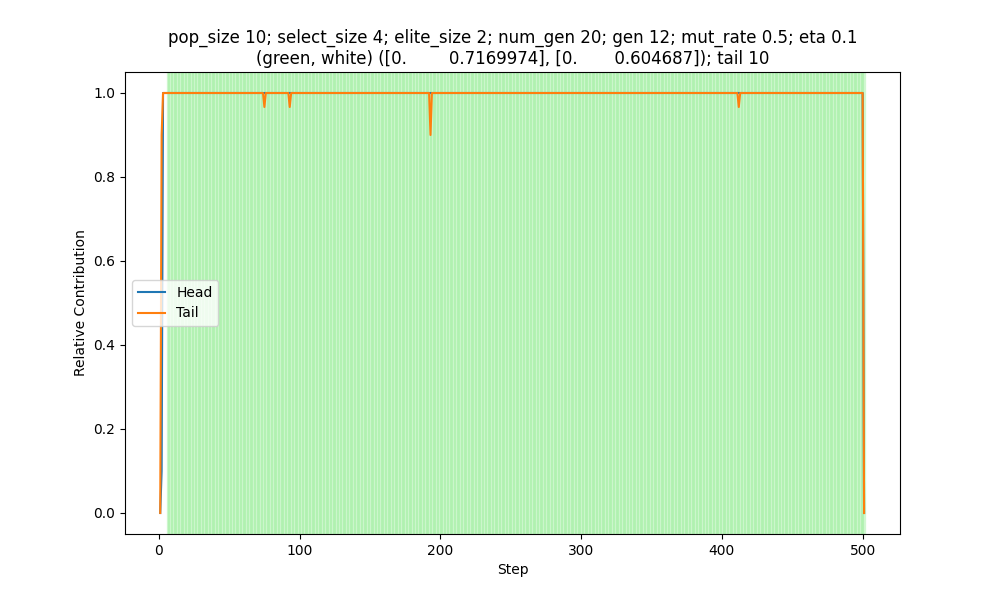 pop_size 10; select_size 4; elite_size 2; num_gen 20; gen 12; mut_rate 0.5; eta 0.1
(green, white) ([0.        0.7169974], [0.       0.604687]); tail 10
1.0
0.8
0.6
0.4
0.2
0.0
Relative Contribution
Head
Tail
0
100
200
300
400
500
Step